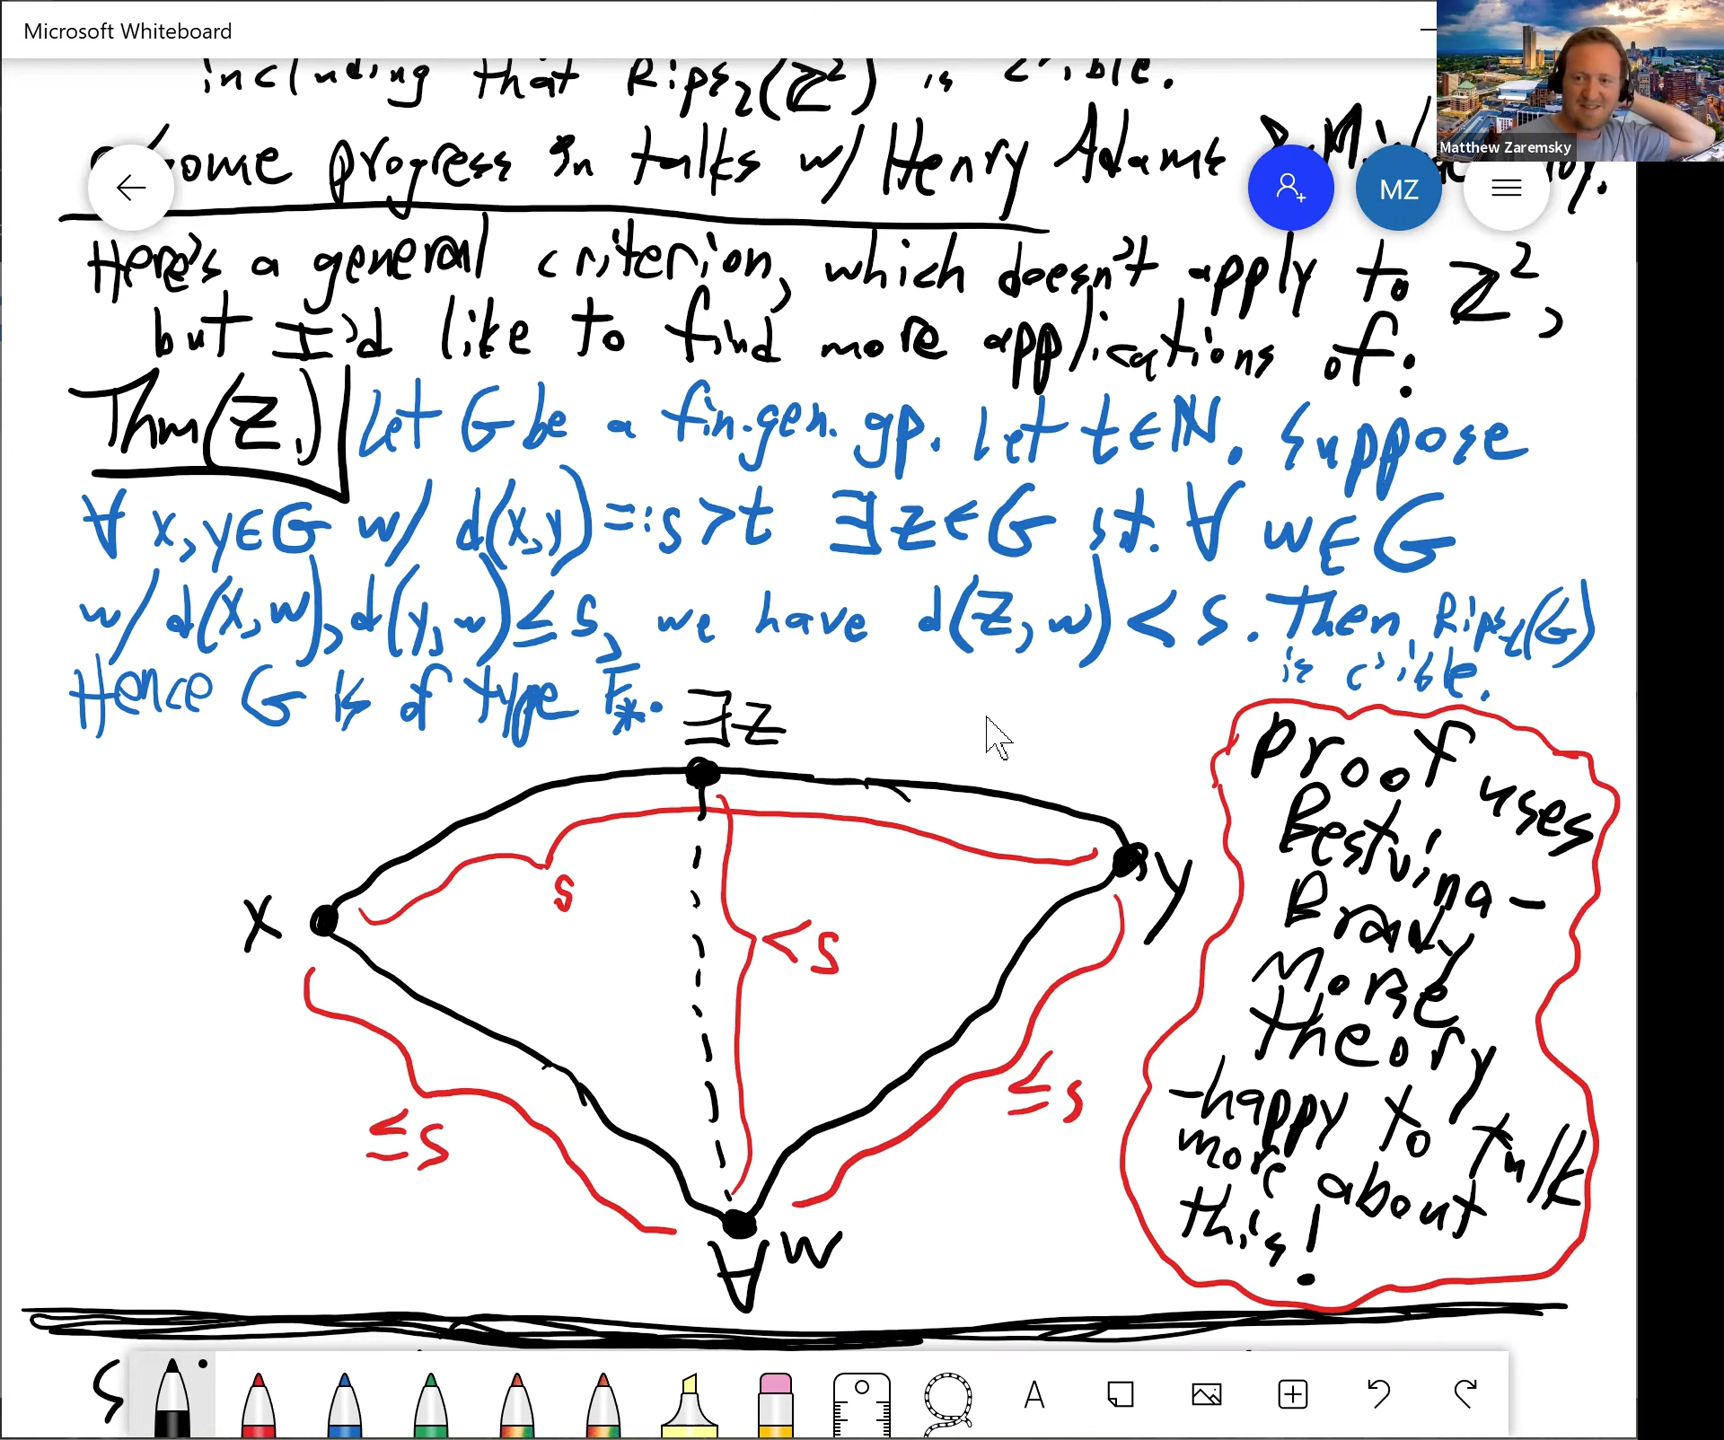 Microsoft Whiteboard
including that Rips₂(ℤ²) is c'ible.
some progress in talks w/ Henry Adams &
Matthew Zaremsky
MZ
Here's a general criterion, which doesn't apply to ℤ²,
but I'd like to find more applications of:
Thm(Z.) Let G be a fin.gen. gp. Let t∈ℕ. Suppose
∀ x,y∈G w/ d(x,y)=:s>t ∃z∈G s.t. ∀ w∈G
w/ d(x,w),d(y,w)≤s, we have d(z,w)<s. Then Ripsₜ(G)
is c'ible.
Hence G is of type F_*.
∃z
x
y
s
<s
≤s
≤s
∀w
Proof uses
Bestvina-
Brady
Morse
theory
-happy to talk
more about
this!
A